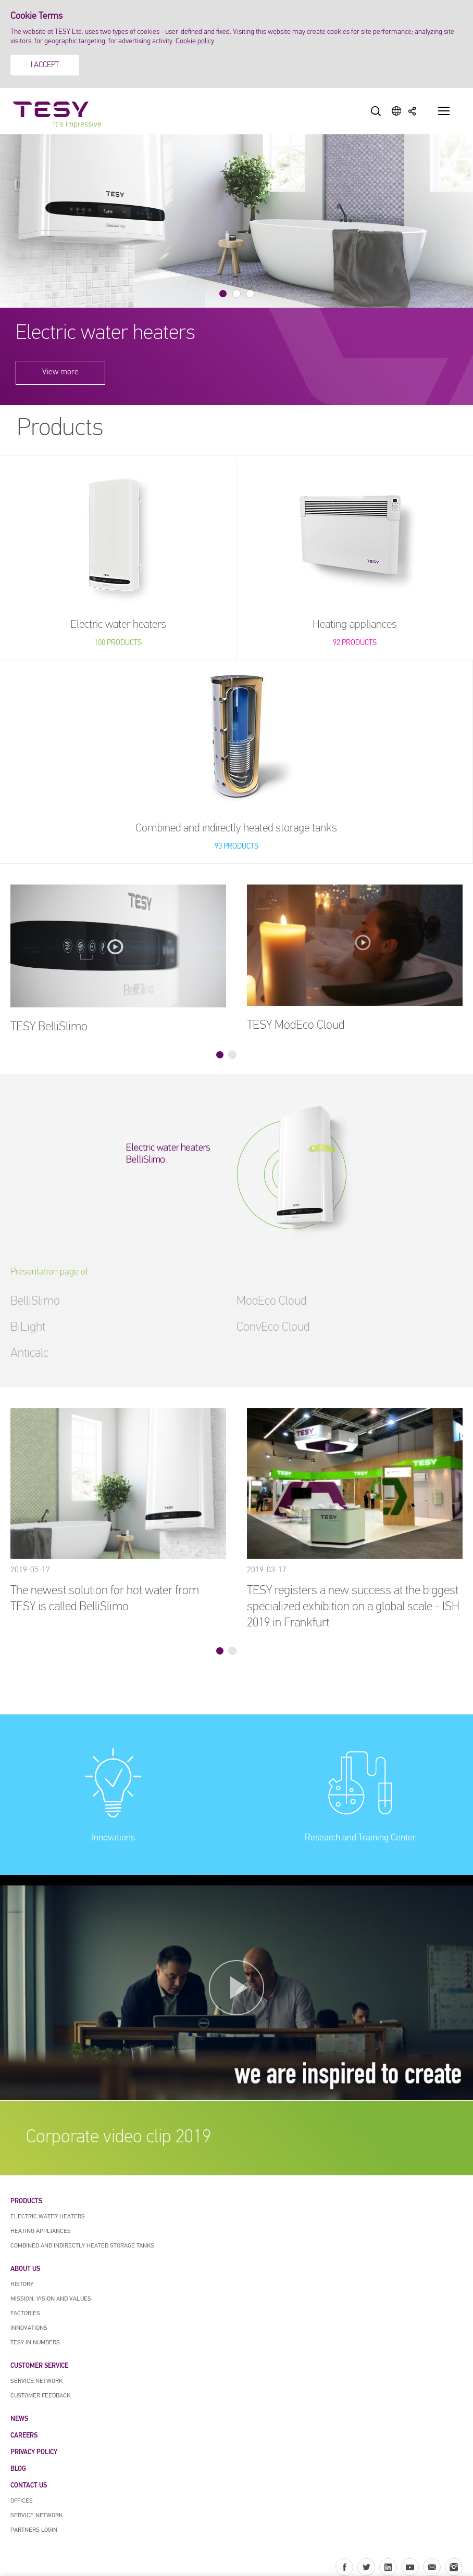 Cookie Terms
The website ot TESY Ltd. uses two types of cookies - user-defined and fixed. Visiting this website may create cookies for site performance; analyzing site
visitors; for geographic targeting; for advertising activity. Cookie policy
I ACCEPT
TESY
It's impressive
TESY
Electric water heaters
View more
Products
Electric water heaters
100 PRODUCTS
TESY
Heating appliances
92 PRODUCTS
Combined and indirectly heated storage tanks
93 PRODUCTS
TESY
TESY BelliSlimo
TESY ModEco Cloud
Electric water heaters
BelliSlimo
Presentation page of:
BelliSlimo
ModEco Cloud
BiLight
ConvEco Cloud
Anticalc
TESY
TESY
TESY
2019-05-17
2019-03-17
The newest solution for hot water from
TESY is called BelliSlimo
TESY registers a new success at the biggest
specialized exhibition on a global scale - ISH
2019 in Frankfurt
Innovations
Research and Training Center
we are inspired to create
Corporate video clip 2019
PRODUCTS
ELECTRIC WATER HEATERS
HEATING APPLIANCES
COMBINED AND INDIRECTLY HEATED STORAGE TANKS
ABOUT US
HISTORY
MISSION, VISION AND VALUES
FACTORIES
INNOVATIONS
TESY IN NUMBERS
CUSTOMER SERVICE
SERVICE NETWORK
CUSTOMER FEEDBACK
NEWS
CAREERS
PRIVACY POLICY
BLOG
CONTACT US
OFFICES
SERVICE NETWORK
PARTNERS LOGIN